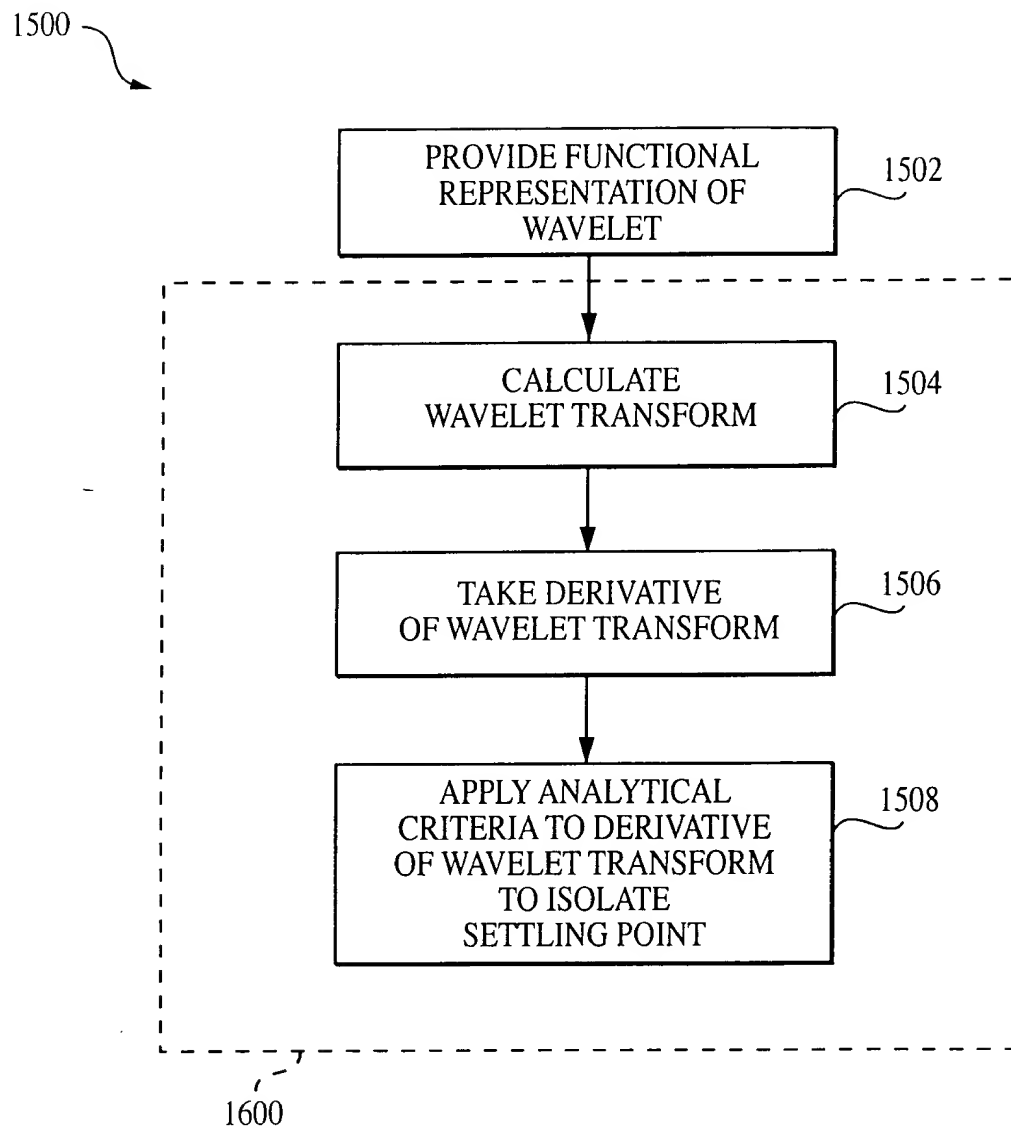 1500
PROVIDE FUNCTIONAL
REPRESENTATION OF
WAVELET
1502
CALCULATE
WAVELET TRANSFORM
1504
TAKE DERIVATIVE
OF WAVELET TRANSFORM
1506
APPLY ANALYTICAL
CRITERIA TO DERIVATIVE
OF WAVELET TRANSFORM
TO ISOLATE
SETTLING POINT
1508
1600